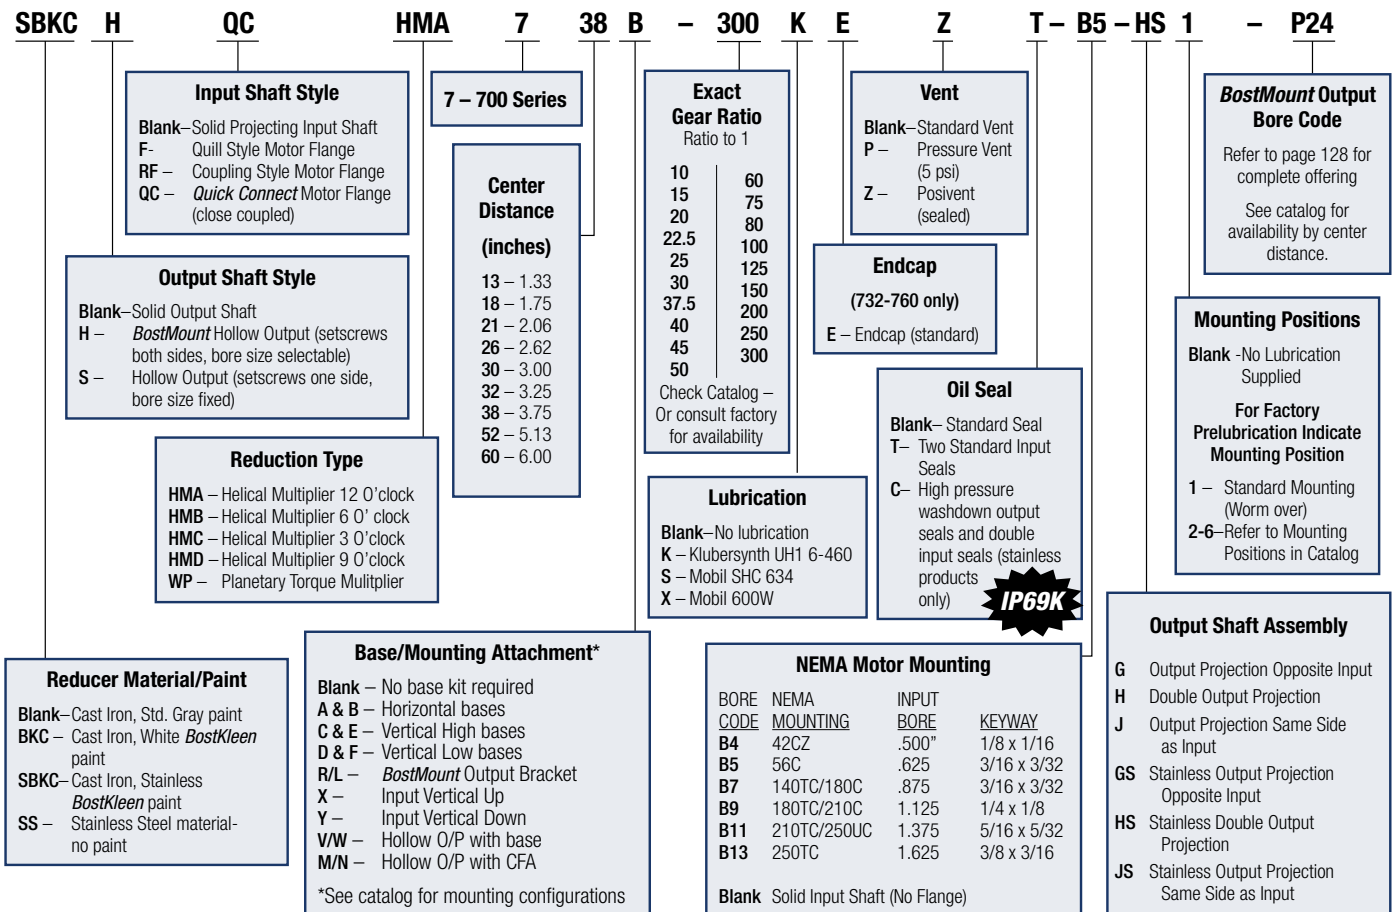 SBKC H QC HMA 7 38 B – 300 K E Z T – B5 – HS 1 – P24
Input Shaft Style
Blank–Solid Projecting Input Shaft
F- Quill Style Motor Flange
RF – Coupling Style Motor Flange
QC – Quick Connect Motor Flange
(close coupled)
7 – 700 Series
Center
Distance
(inches)
13 – 1.33
18 – 1.75
21 – 2.06
26 – 2.62
30 – 3.00
32 – 3.25
38 – 3.75
52 – 5.13
60 – 6.00
Exact
Gear Ratio
Ratio to 1
10
15
20
22.5
25
30
37.5
40
45
50
60
75
80
100
125
150
200
250
300
Check Catalog –
Or consult factory
for availability
Vent
Blank–Standard Vent
P – Pressure Vent
(5 psi)
Z – Posivent
(sealed)
BostMount Output
Bore Code
Refer to page 128 for
complete offering
See catalog for
availability by center
distance.
Output Shaft Style
Blank–Solid Output Shaft
H – BostMount Hollow Output (setscrews
both sides, bore size selectable)
S – Hollow Output (setscrews one side,
bore size fixed)
Endcap
(732-760 only)
E – Endcap (standard)
Mounting Positions
Blank -No Lubrication
Supplied
For Factory
Prelubrication Indicate
Mounting Position
1 – Standard Mounting
(Worm over)
2-6–Refer to Mounting
Positions in Catalog
Reduction Type
HMA – Helical Multiplier 12 O'clock
HMB – Helical Multiplier 6 O' clock
HMC – Helical Multiplier 3 O'clock
HMD – Helical Multiplier 9 O'clock
WP – Planetary Torque Mulitplier
Lubrication
Blank–No lubrication
K – Klubersynth UH1 6-460
S – Mobil SHC 634
X – Mobil 600W
Oil Seal
Blank– Standard Seal
T– Two Standard Input
Seals
C– High pressure
washdown output
seals and double
input seals (stainless
products
only)
IP69K
Reducer Material/Paint
Blank–Cast Iron, Std. Gray paint
BKC – Cast Iron, White BostKleen
paint
SBKC–Cast Iron, Stainless
BostKleen paint
SS – Stainless Steel material-
no paint
Base/Mounting Attachment*
Blank – No base kit required
A & B – Horizontal bases
C & E – Vertical High bases
D & F – Vertical Low bases
R/L – BostMount Output Bracket
X – Input Vertical Up
Y – Input Vertical Down
V/W – Hollow O/P with base
M/N – Hollow O/P with CFA
*See catalog for mounting configurations
NEMA Motor Mounting
BORE NEMA INPUT
CODE MOUNTING BORE KEYWAY
B4 42CZ .500" 1/8 x 1/16
B5 56C .625 3/16 x 3/32
B7 140TC/180C .875 3/16 x 3/32
B9 180TC/210C 1.125 1/4 x 1/8
B11 210TC/250UC 1.375 5/16 x 5/32
B13 250TC 1.625 3/8 x 3/16
Blank Solid Input Shaft (No Flange)
Output Shaft Assembly
G Output Projection Opposite Input
H Double Output Projection
J Output Projection Same Side
as Input
GS Stainless Output Projection
Opposite Input
HS Stainless Double Output
Projection
JS Stainless Output Projection
Same Side as Input